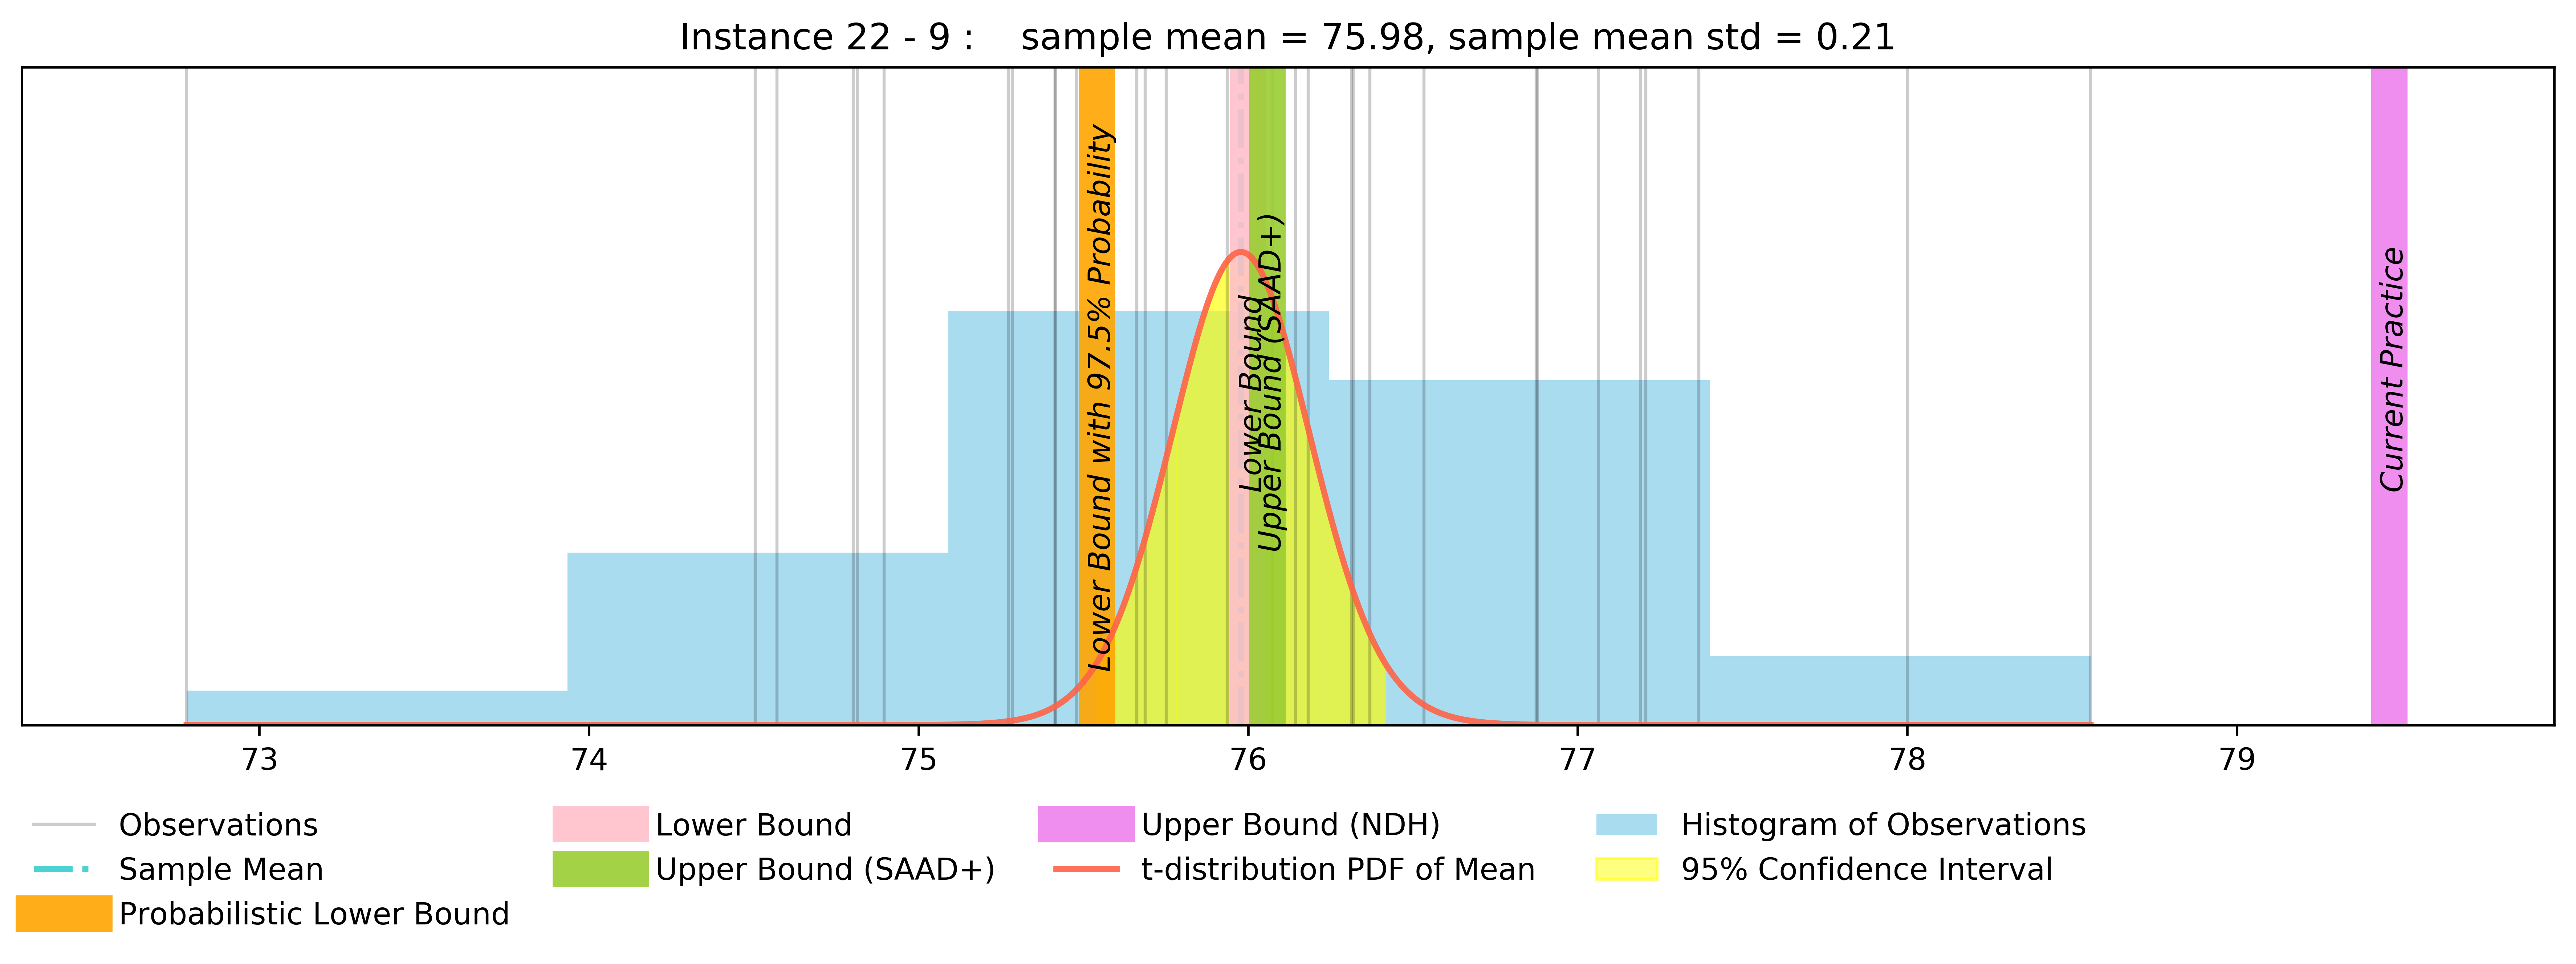 Instance 22 - 9 :    sample mean = 75.98, sample mean std = 0.21
Lower Bound with 97.5% Probability
Lower Bound
Upper Bound (SAAD+)
Current Practice
73 74 75 76 77 78 79
Observations
Sample Mean
Probabilistic Lower Bound
Lower Bound
Upper Bound (SAAD+)
Upper Bound (NDH)
t-distribution PDF of Mean
Histogram of Observations
95% Confidence Interval